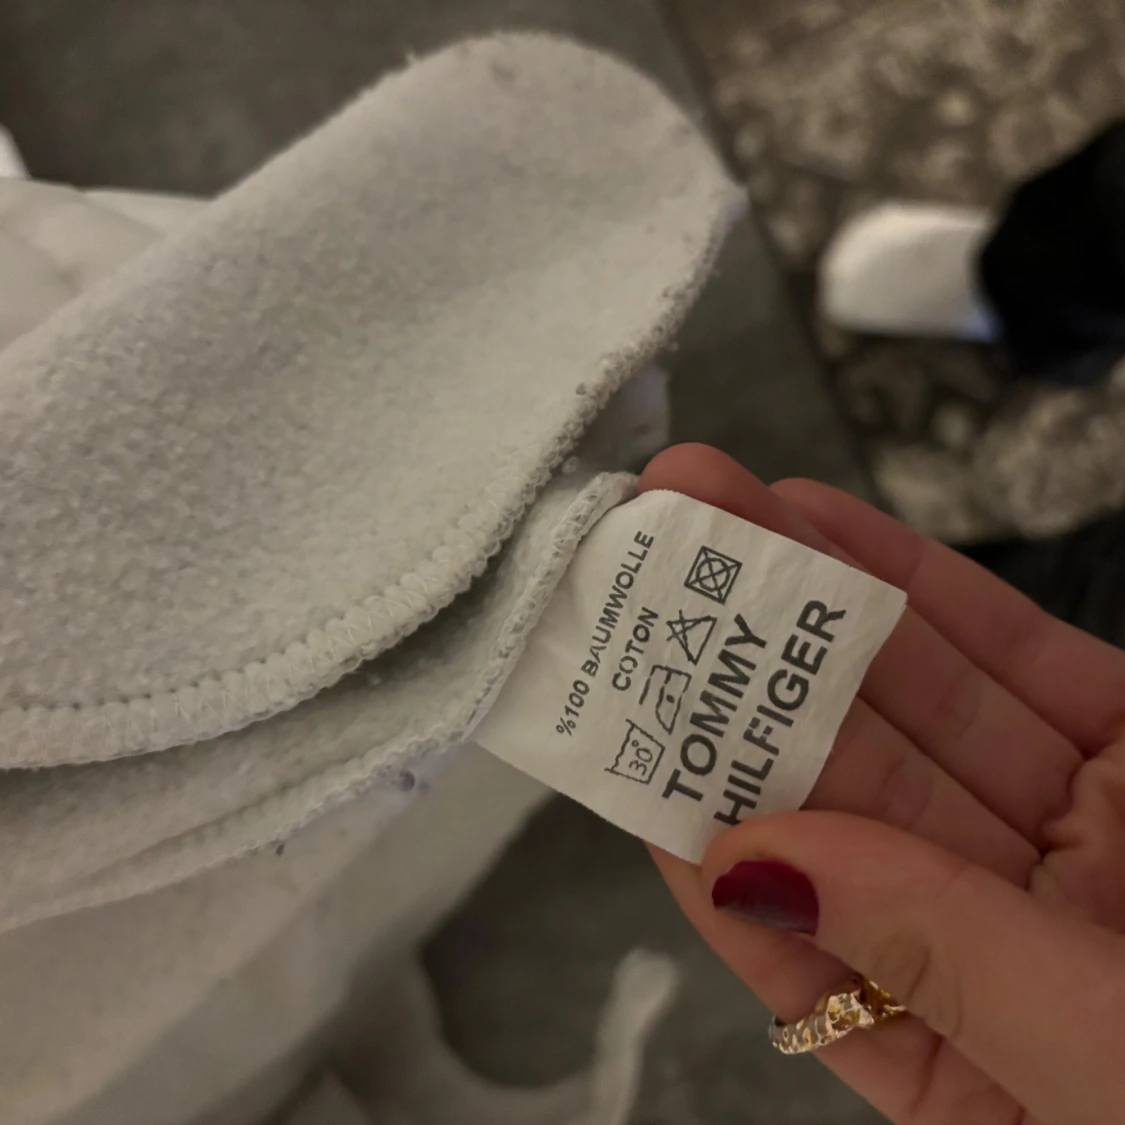 %100 BAUMWOLLE
COTON
30°
TOMMY
HILFIGER